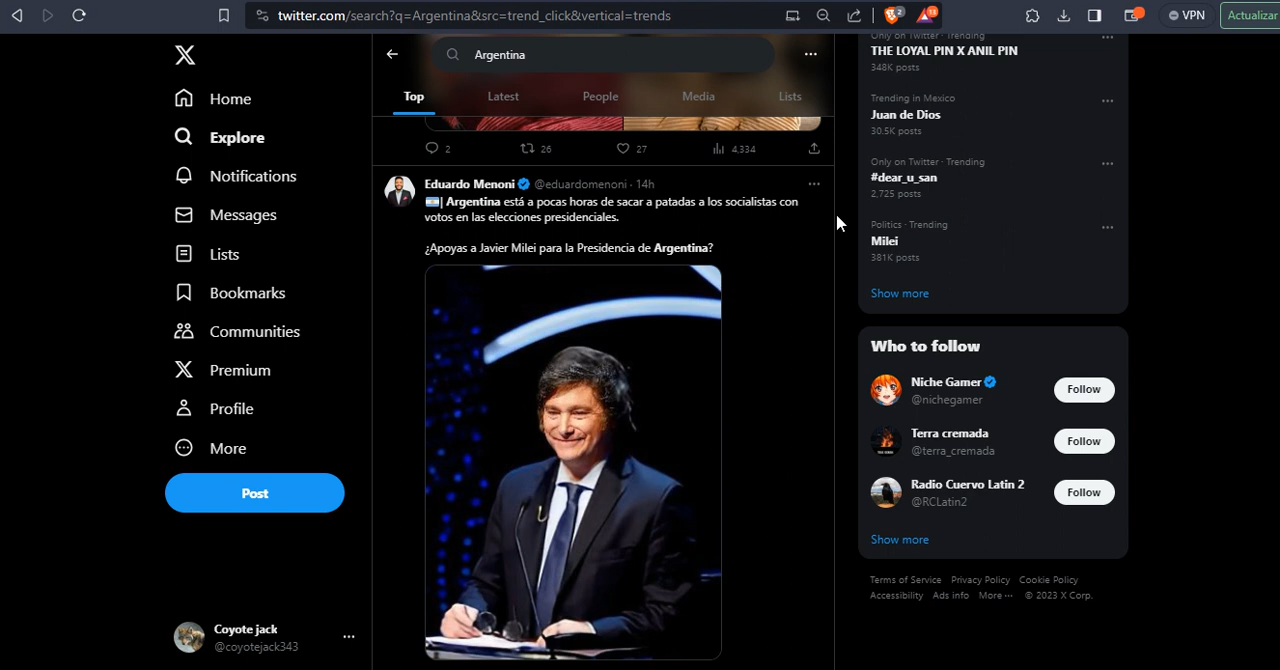 twitter.com/search?q=Argentina&src=trend_click&vertical=trends
2
VPN
Actualizar
Home
Explore
Notifications
Messages
Lists
Bookmarks
Communities
Premium
Profile
More
Post
Coyote jack
@coyotejack343
Argentina
Top Latest People Media Lists
2 26 27 4,334
Eduardo Menoni @eduardomenoni · 14h
| Argentina está a pocas horas de sacar a patadas a los socialistas con
votos en las elecciones presidenciales.
¿Apoyas a Javier Milei para la Presidencia de Argentina?
Only on Twitter · Trending
THE LOYAL PIN X ANIL PIN
348K posts
Trending in Mexico
Juan de Dios
30.5K posts
Only on Twitter · Trending
#dear_u_san
2,725 posts
Politics · Trending
Milei
381K posts
Show more
Who to follow
Niche Gamer
@nichegamer
Follow
Terra cremada
@terra_cremada
Follow
Radio Cuervo Latin 2
@RCLatin2
Follow
Show more
Terms of Service Privacy Policy Cookie Policy
Accessibility Ads info More ··· © 2023 X Corp.